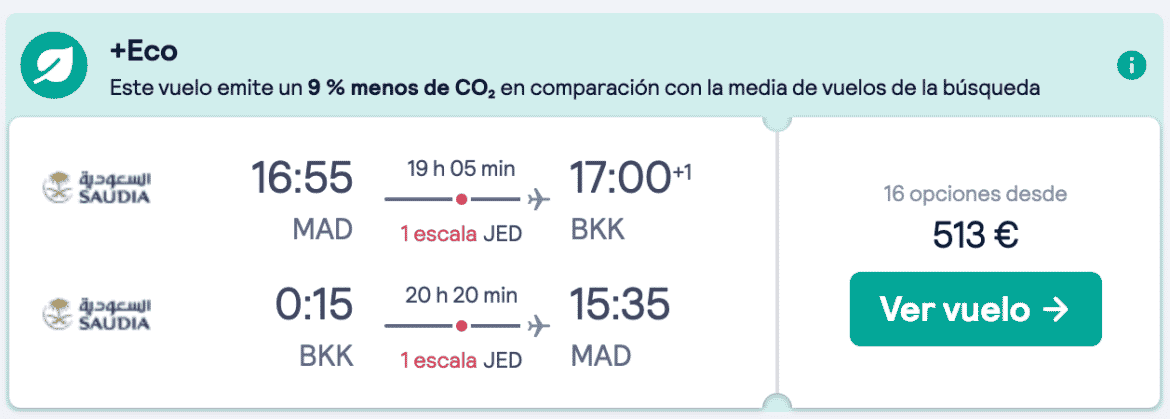 +Eco
Este vuelo emite un 9 % menos de CO₂ en comparación con la media de vuelos de la búsqueda
السعودية
SAUDIA
16:55
MAD
19 h 05 min
1 escala JED
17:00+1
BKK
السعودية
SAUDIA
0:15
BKK
20 h 20 min
1 escala JED
15:35
MAD
16 opciones desde
513 €
Ver vuelo →